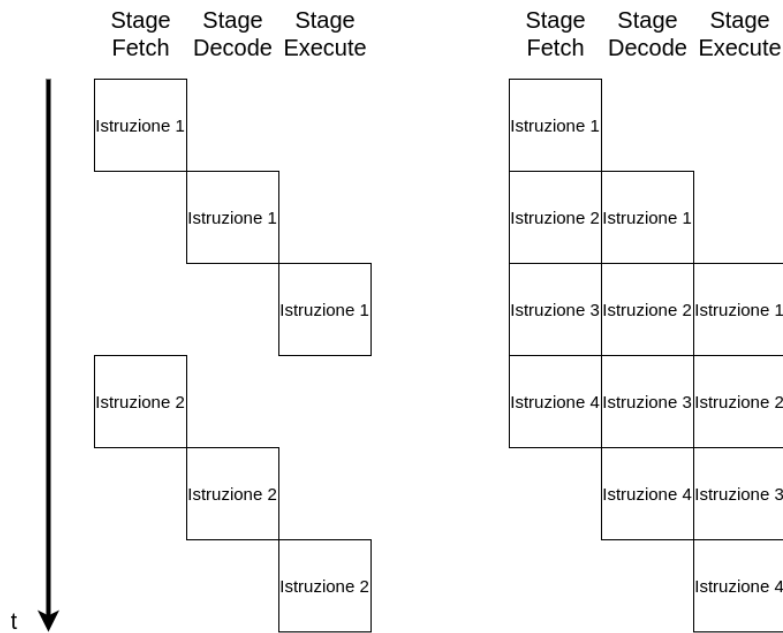 Stage Stage Stage
Fetch Decode Execute
Stage Stage Stage
Fetch Decode Execute
Istruzione 1
Istruzione 1
Istruzione 1
Istruzione 2
Istruzione 2
Istruzione 2
Istruzione 1
Istruzione 2 Istruzione 1
Istruzione 3 Istruzione 2 Istruzione 1
Istruzione 4 Istruzione 3 Istruzione 2
Istruzione 4 Istruzione 3
Istruzione 4
t